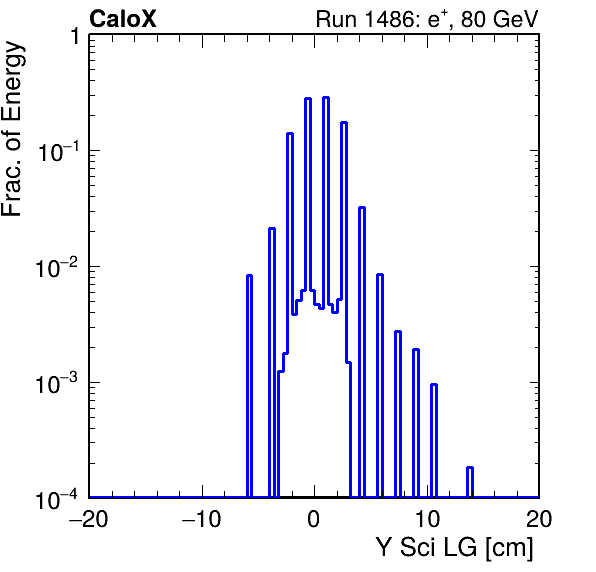 CaloX
Run 1486: e⁺, 80 GeV
Frac. of Energy
1
10⁻¹
10⁻²
10⁻³
10⁻⁴
−20 −10 0 10 20
Y Sci LG [cm]